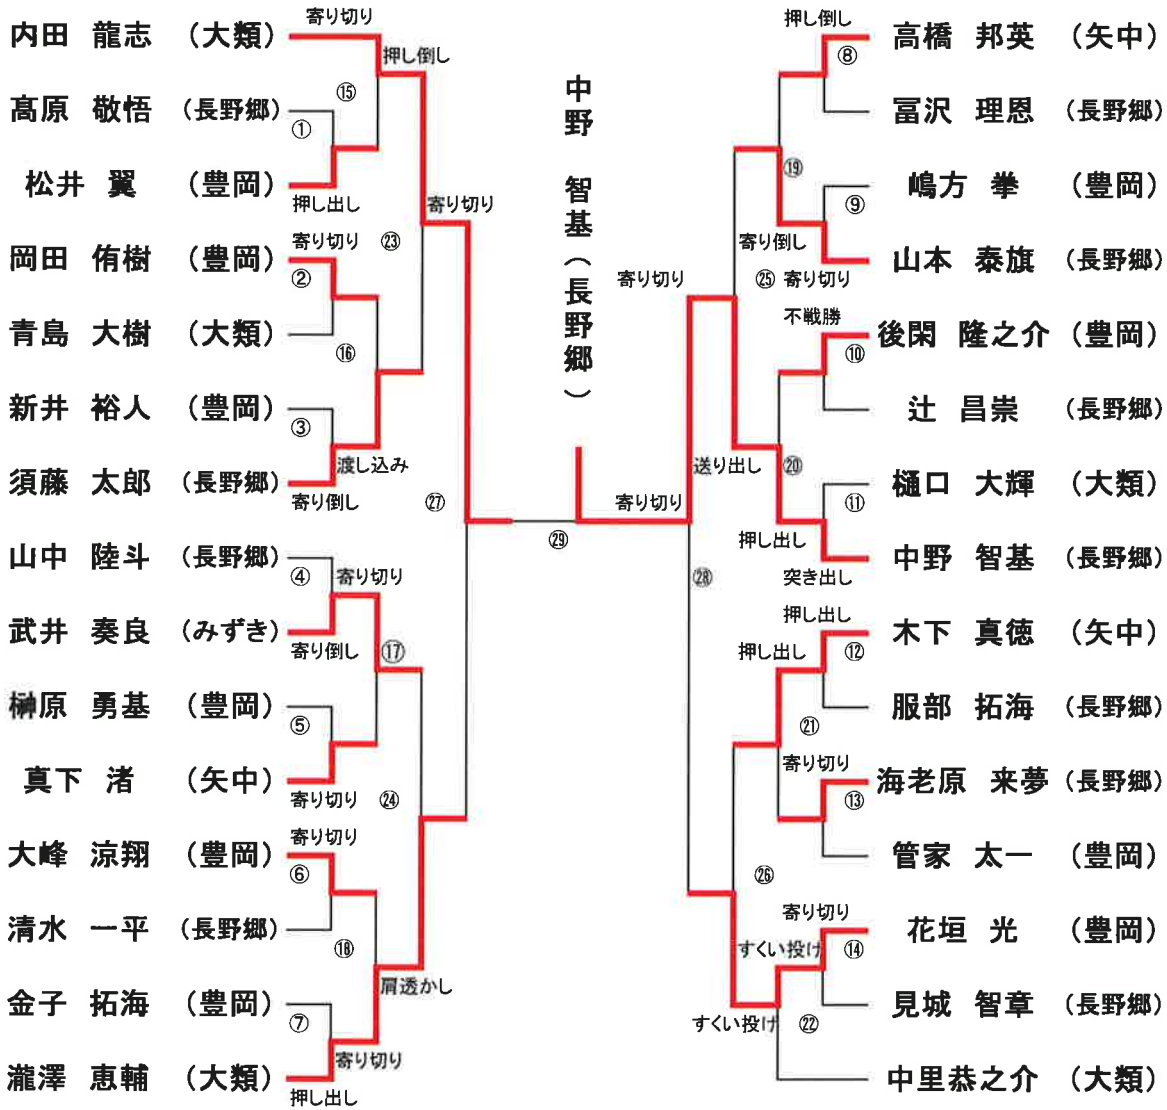 内田 龍志 (大類)
寄り切り
押し倒し
⑮
髙原 敬悟 (長野郷)
①
松井 翼 (豊岡)
押し出し
寄り切り
岡田 侑樹 (豊岡)
寄り切り
㉓
②
青島 大樹 (大類)
⑯
新井 裕人 (豊岡)
③
渡し込み
須藤 太郎 (長野郷)
寄り倒し
㉗
山中 陸斗 (長野郷)
④
寄り切り
武井 奏良 (みずき)
寄り倒し
⑰
榊原 勇基 (豊岡)
⑤
真下 渚 (矢中)
寄り切り
㉔
大峰 涼翔 (豊岡)
寄り切り
⑥
清水 一平 (長野郷)
⑱
肩透かし
金子 拓海 (豊岡)
⑦
寄り切り
瀧澤 恵輔 (大類)
押し出し
中野 智基(長野郷)
㉙
寄り切り
押し倒し
高橋 邦英 (矢中)
⑧
冨沢 理恩 (長野郷)
⑲
嶋方 拳 (豊岡)
⑨
寄り倒し
山本 泰旗 (長野郷)
寄り切り
㉕
寄り切り
不戦勝
後閑 隆之介 (豊岡)
⑩
辻 昌崇 (長野郷)
送り出し
⑳
樋口 大輝 (大類)
⑪
押し出し
中野 智基 (長野郷)
突き出し
㉘
押し出し
木下 真徳 (矢中)
押し出し
⑫
服部 拓海 (長野郷)
㉑
寄り切り
海老原 来夢 (長野郷)
⑬
管家 太一 (豊岡)
㉖
寄り切り
花垣 光 (豊岡)
すくい投げ
⑭
見城 智章 (長野郷)
すくい投げ
㉒
中里恭之介 (大類)